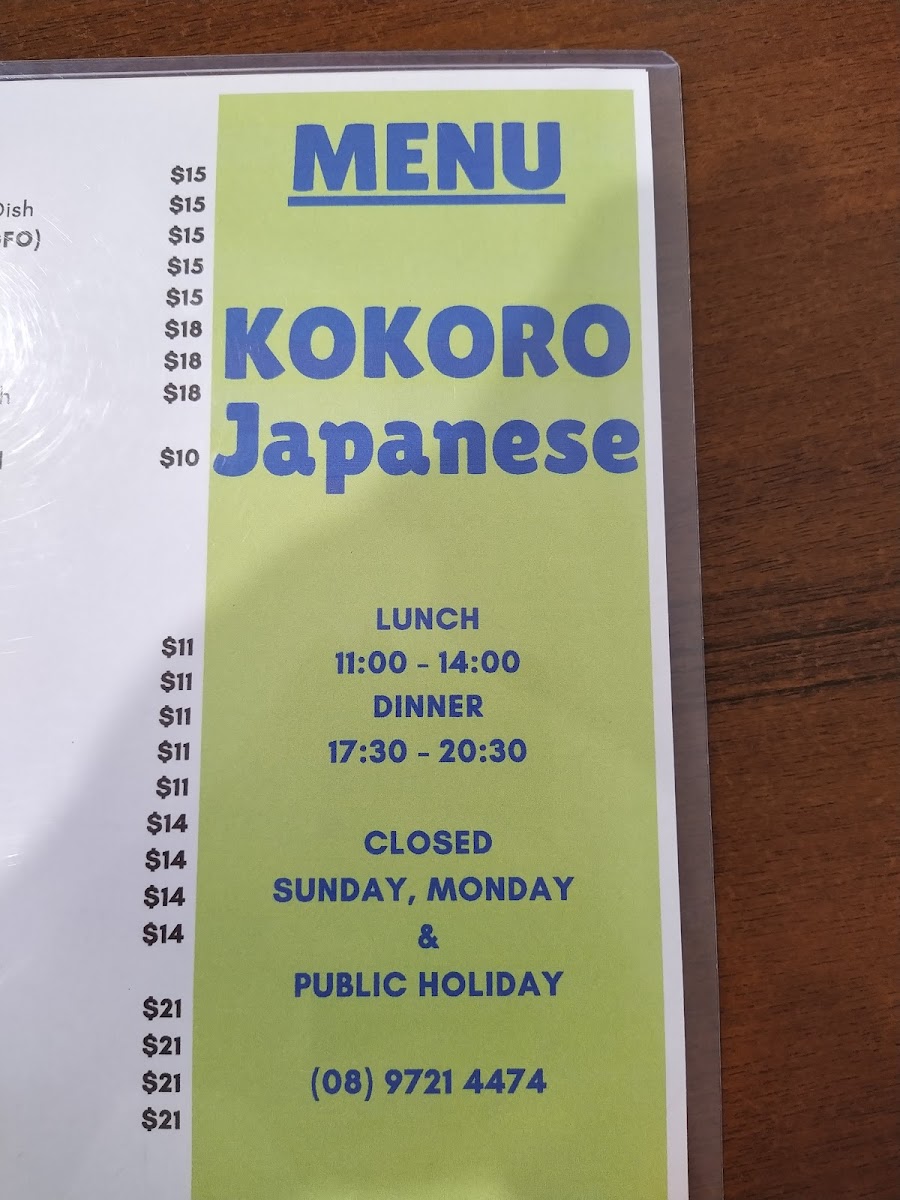 $15
Dish $15
GFO) $15
$15
$15
$18
$18
h $18
$10
$11
$11
$11
$11
$11
$14
$14
$14
$14
$21
$21
$21
$21
MENU
KOKORO
Japanese
LUNCH
11:00 - 14:00
DINNER
17:30 - 20:30
CLOSED
SUNDAY, MONDAY
&
PUBLIC HOLIDAY
(08) 9721 4474